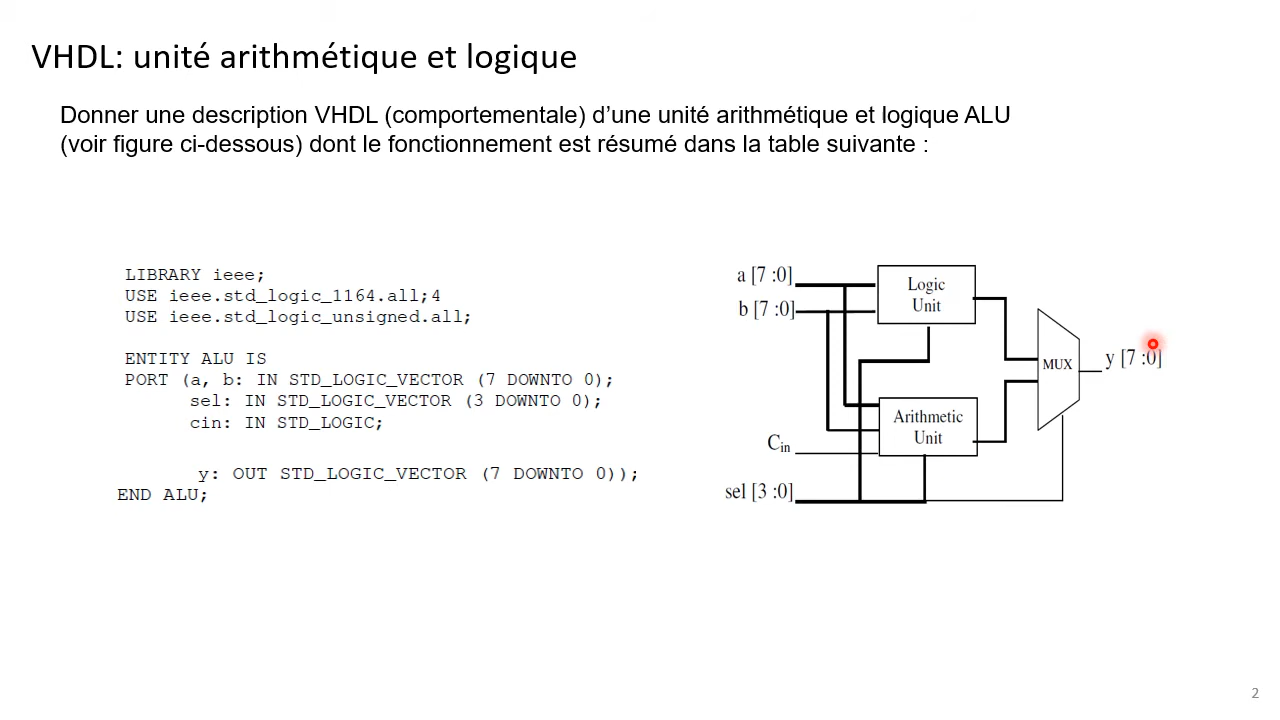 VHDL: unité arithmétique et logique
Donner une description VHDL (comportementale) d’une unité arithmétique et logique ALU
(voir figure ci-dessous) dont le fonctionnement est résumé dans la table suivante :
LIBRARY ieee;
USE ieee.std_logic_1164.all;4
USE ieee.std_logic_unsigned.all;
ENTITY ALU IS
PORT (a, b: IN STD_LOGIC_VECTOR (7 DOWNTO 0);
sel: IN STD_LOGIC_VECTOR (3 DOWNTO 0);
cin: IN STD_LOGIC;
y: OUT STD_LOGIC_VECTOR (7 DOWNTO 0));
END ALU;
a [7 :0]
b [7 :0]
Logic
Unit
MUX
y [7 :0]
Arithmetic
Unit
Cin
sel [3 :0]
2